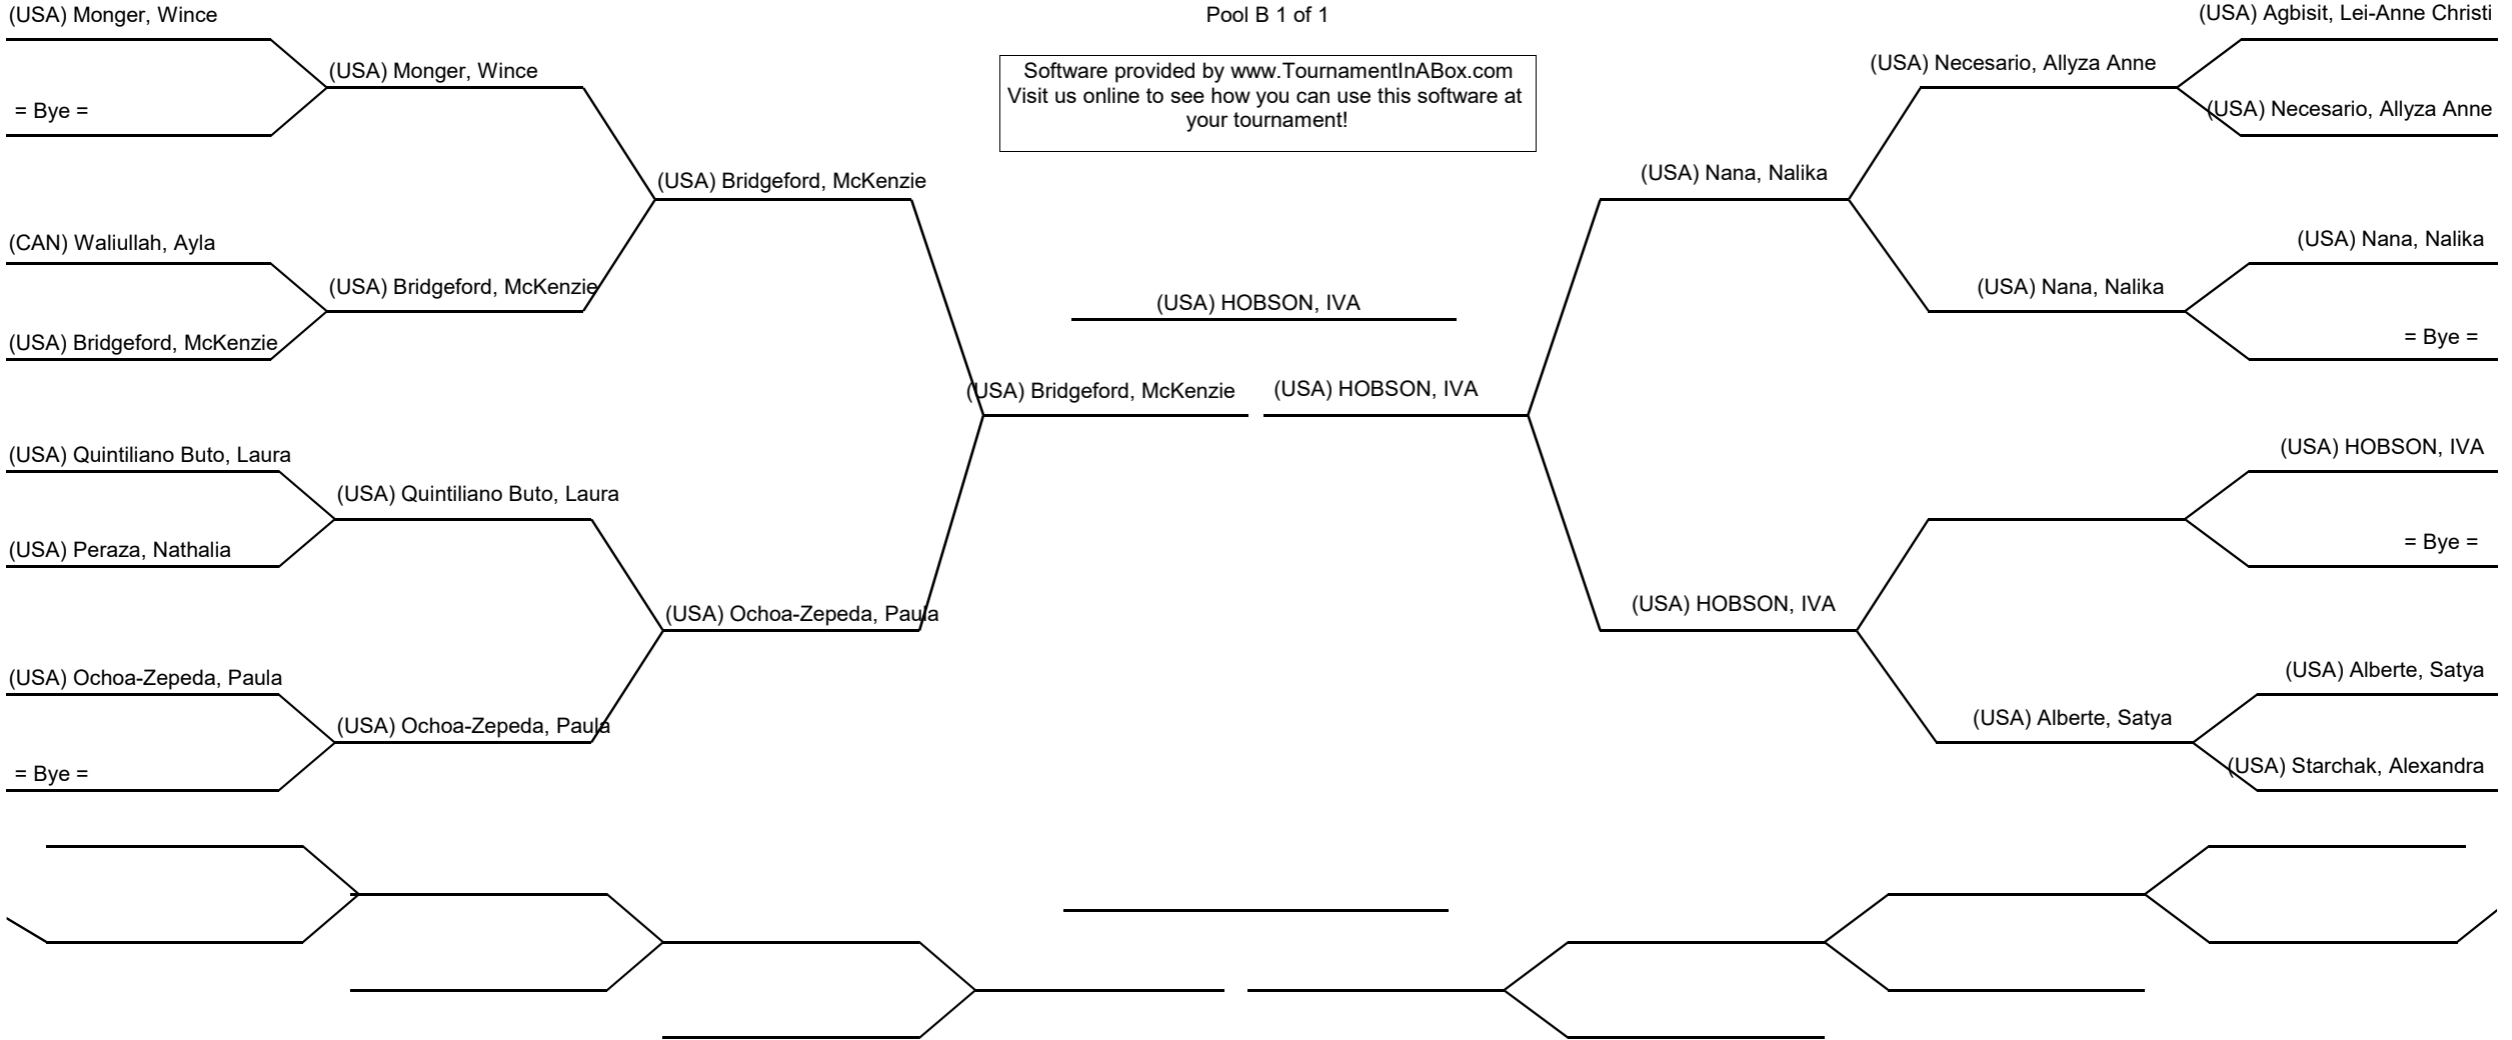 (USA) Monger, Wince
= Bye =
(CAN) Waliullah, Ayla
(USA) Bridgeford, McKenzie
(USA) Quintiliano Buto, Laura
(USA) Peraza, Nathalia
(USA) Ochoa-Zepeda, Paula
= Bye =
(USA) Monger, Wince
(USA) Bridgeford, McKenzie
(USA) Quintiliano Buto, Laura
(USA) Ochoa-Zepeda, Paula
(USA) Bridgeford, McKenzie
(USA) Ochoa-Zepeda, Paula
Pool B 1 of 1
Software provided by www.TournamentInABox.com
Visit us online to see how you can use this software at
your tournament!
(USA) HOBSON, IVA
(USA) Bridgeford, McKenzie
(USA) HOBSON, IVA
(USA) Nana, Nalika
(USA) HOBSON, IVA
(USA) Necesario, Allyza Anne
(USA) Nana, Nalika
(USA) Alberte, Satya
(USA) Agbisit, Lei-Anne Christi
(USA) Necesario, Allyza Anne
(USA) Nana, Nalika
= Bye =
(USA) HOBSON, IVA
= Bye =
(USA) Alberte, Satya
(USA) Starchak, Alexandra